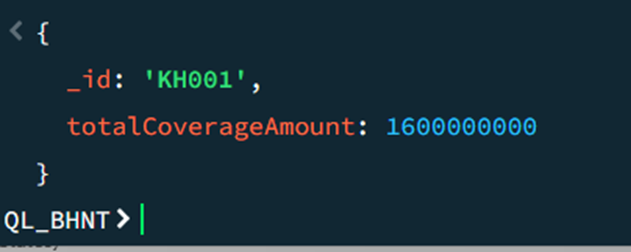 < {
_id: 'KH001',
totalCoverageAmount: 1600000000
}
QL_BHNT>